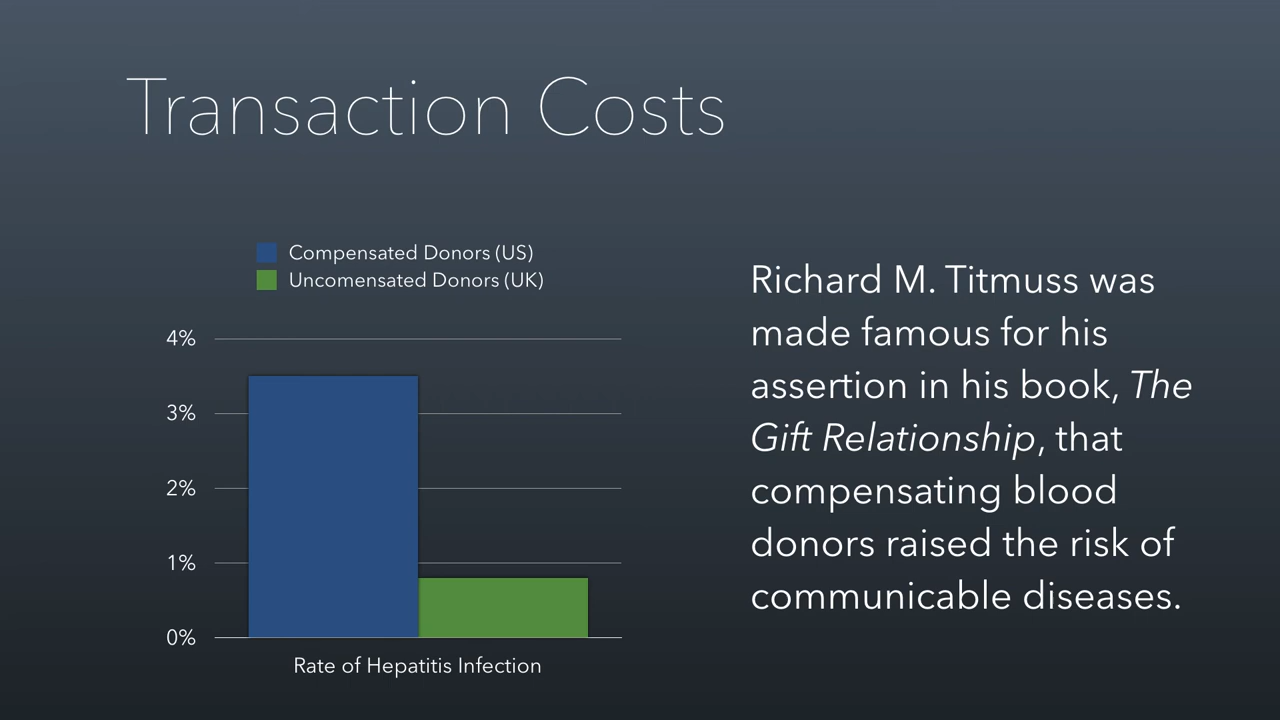 Transaction Costs
Compensated Donors (US)
Uncomensated Donors (UK)
4%
3%
2%
1%
0%
Rate of Hepatitis Infection
Richard M. Titmuss was
made famous for his
assertion in his book, The
Gift Relationship, that
compensating blood
donors raised the risk of
communicable diseases.